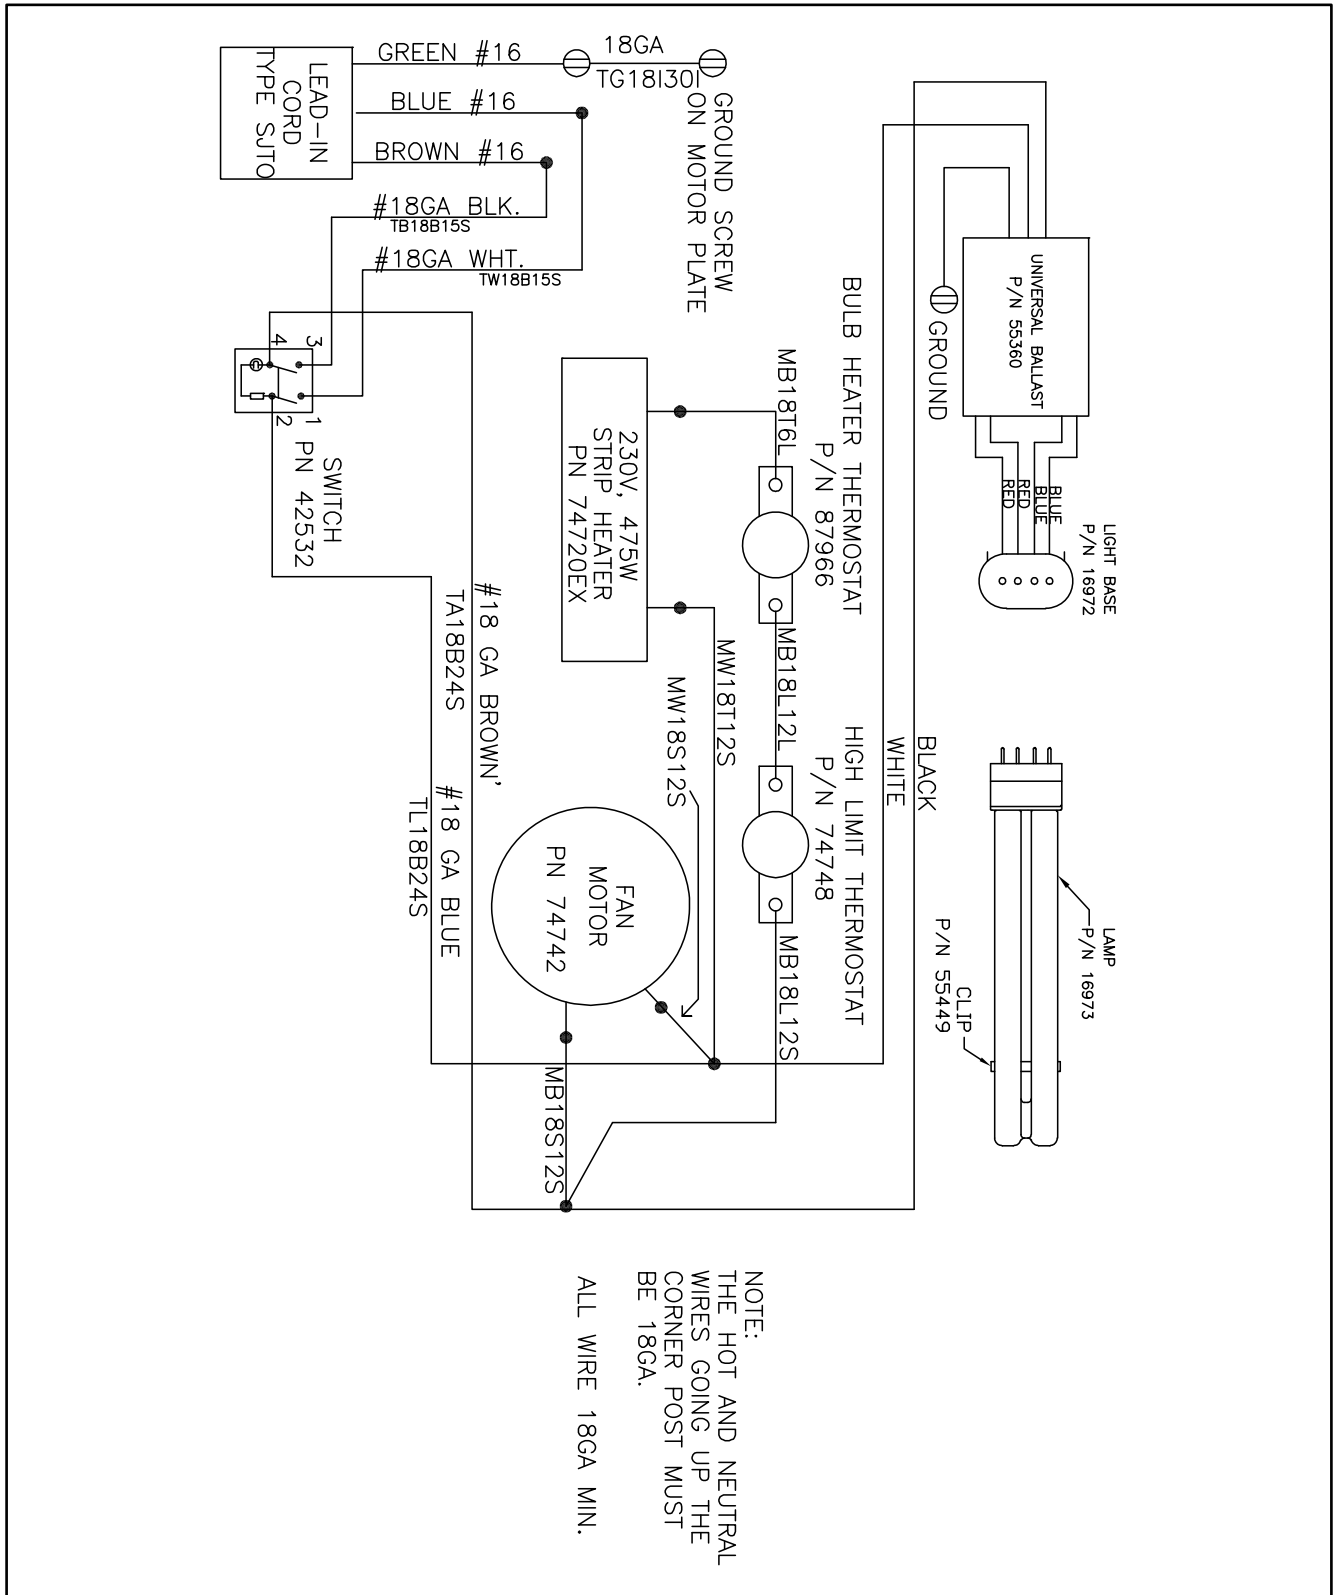 GREEN #16
18GA
TG18I30I
GROUND SCREW
ON MOTOR PLATE
LEAD-IN
CORD
TYPE SJTO
BLUE #16
BROWN #16
#18GA BLK.
TB18B15S
#18GA WHT.
TW18B15S
3
4
1
2
SWITCH
PN 42532
UNIVERSAL BALLAST
P/N 55360
GROUND
RED
RED
BLUE
BLUE
LIGHT BASE
P/N 16972
BULB HEATER THERMOSTAT
P/N 87966
MB18T6L
230V, 475W
STRIP HEATER
PN 74720EX
MB18L12L
MW18T12S
MW18S12S
HIGH LIMIT THERMOSTAT
P/N 74748
BLACK
WHITE
LAMP
P/N 16973
CLIP
P/N 55449
#18 GA BROWN'
TA18B24S
#18 GA BLUE
TL18B24S
FAN
MOTOR
PN 74742
MB18L12S
MB18S12S
NOTE:
THE HOT AND NEUTRAL
WIRES GOING UP THE
CORNER POST MUST
BE 18GA.
ALL WIRE 18GA MIN.